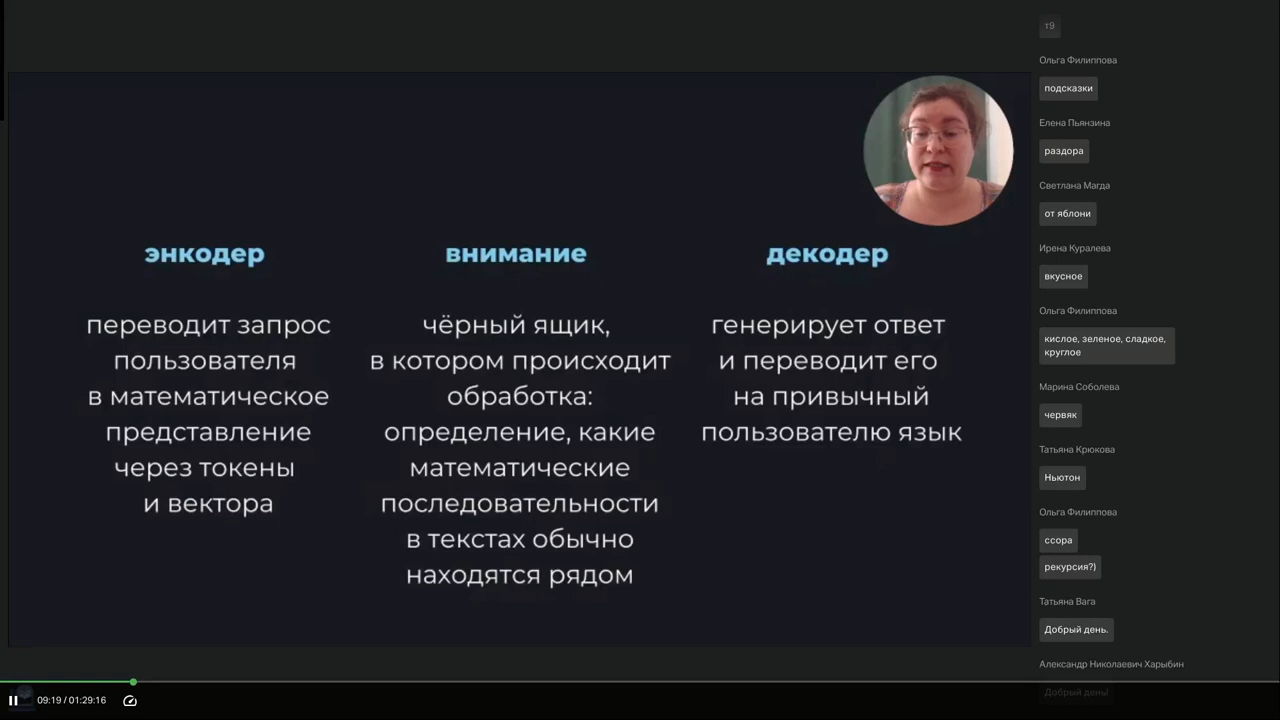 энкодер
переводит запрос
пользователя
в математическое
представление
через токены
и вектора
внимание
чёрный ящик,
в котором происходит
обработка:
определение, какие
математические
последовательности
в текстах обычно
находятся рядом
декодер
генерирует ответ
и переводит его
на привычный
пользователю язык
т9
Ольга Филиппова
подсказки
Елена Пьянзина
раздора
Светлана Магда
от яблони
Ирена Куралева
вкусное
Ольга Филиппова
кислое, зеленое, сладкое,
круглое
Марина Соболева
червяк
Татьяна Крюкова
Ньютон
Ольга Филиппова
ссора
рекурсия?)
Татьяна Вага
Добрый день.
Александр Николаевич Харыбин
Добрый день!
09:19 / 01:29:16